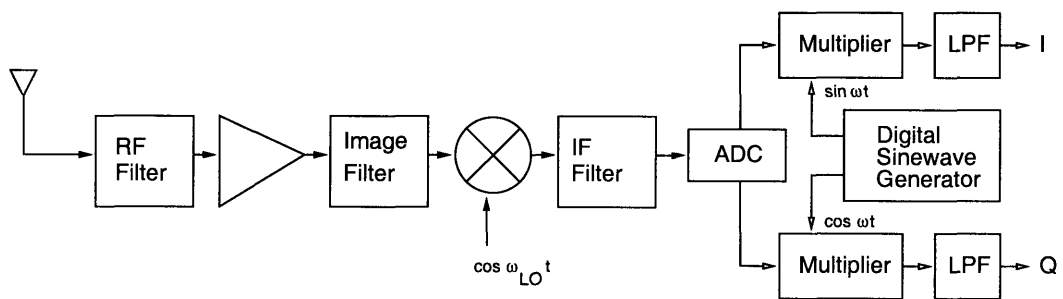 RF
Filter
Image
Filter
cos ω LO t
IF
Filter
ADC
Multiplier
LPF
I
sin ωt
Digital
Sinewave
Generator
cos ωt
Multiplier
LPF
Q